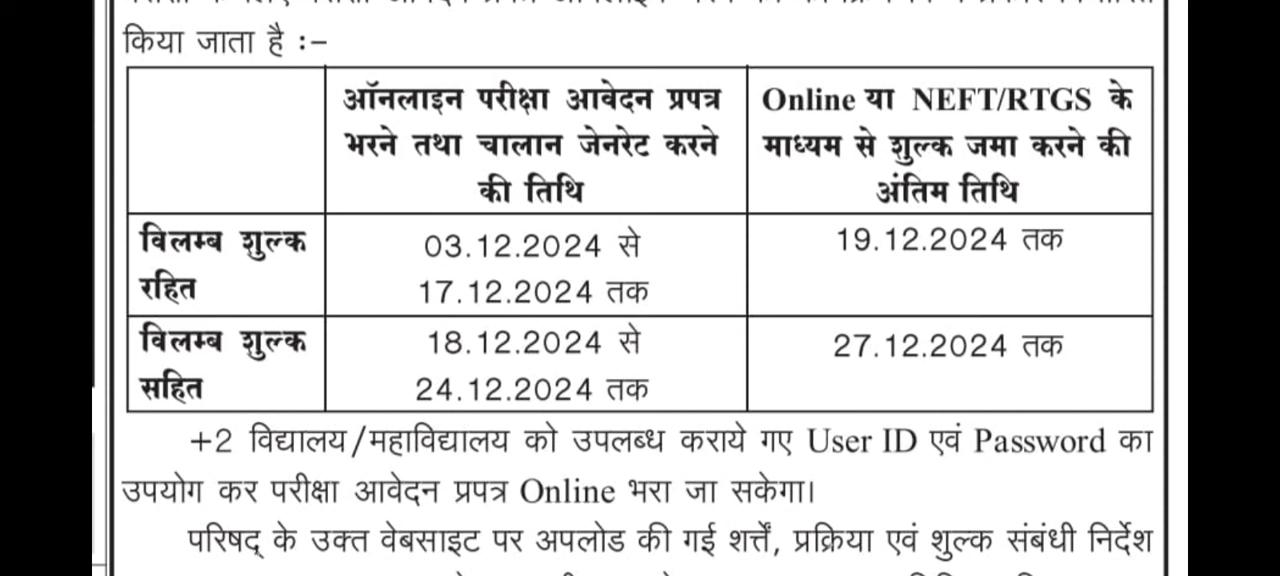 किया जाता है :–
ऑनलाइन परीक्षा आवेदन प्रपत्र
भरने तथा चालान जेनरेट करने
की तिथि
Online या NEFT/RTGS के
माध्यम से शुल्क जमा करने की
अंतिम तिथि
विलम्ब शुल्क
रहित
03.12.2024 से
17.12.2024 तक
19.12.2024 तक
विलम्ब शुल्क
सहित
18.12.2024 से
24.12.2024 तक
27.12.2024 तक
+2 विद्यालय/महाविद्यालय को उपलब्ध कराये गए User ID एवं Password का
उपयोग कर परीक्षा आवेदन प्रपत्र Online भरा जा सकेगा।
परिषद् के उक्त वेबसाइट पर अपलोड की गई शर्त्तें, प्रक्रिया एवं शुल्क संबंधी निर्देश